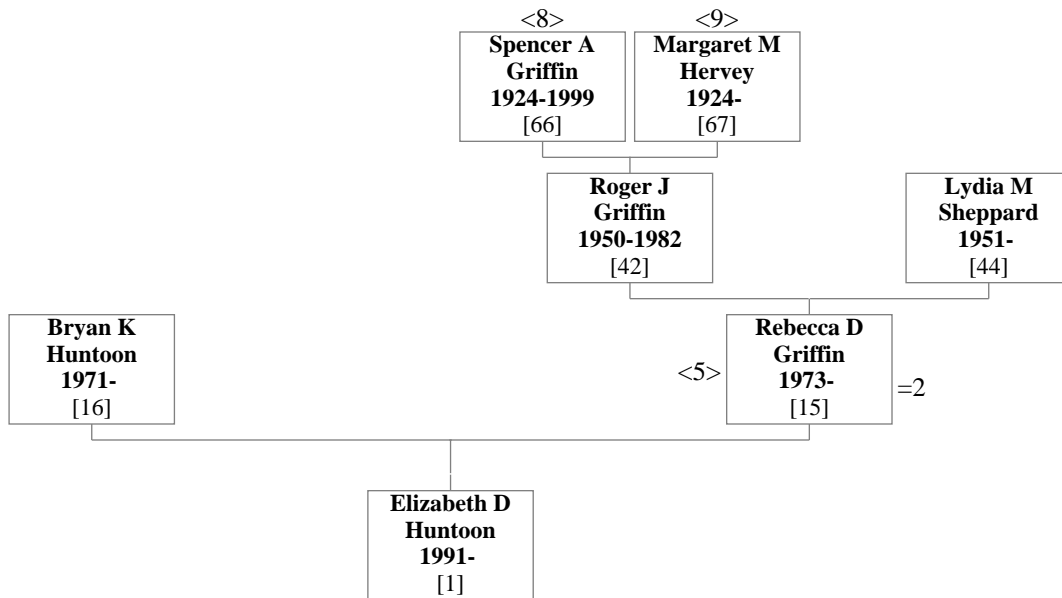 <8>
Spencer A
Griffin
1924-1999
[66]
<9>
Margaret M
Hervey
1924-
[67]
Roger J
Griffin
1950-1982
[42]
Lydia M
Sheppard
1951-
[44]
Bryan K
Huntoon
1971-
[16]
<5>
Rebecca D
Griffin
1973-
[15]
=2
Elizabeth D
Huntoon
1991-
[1]